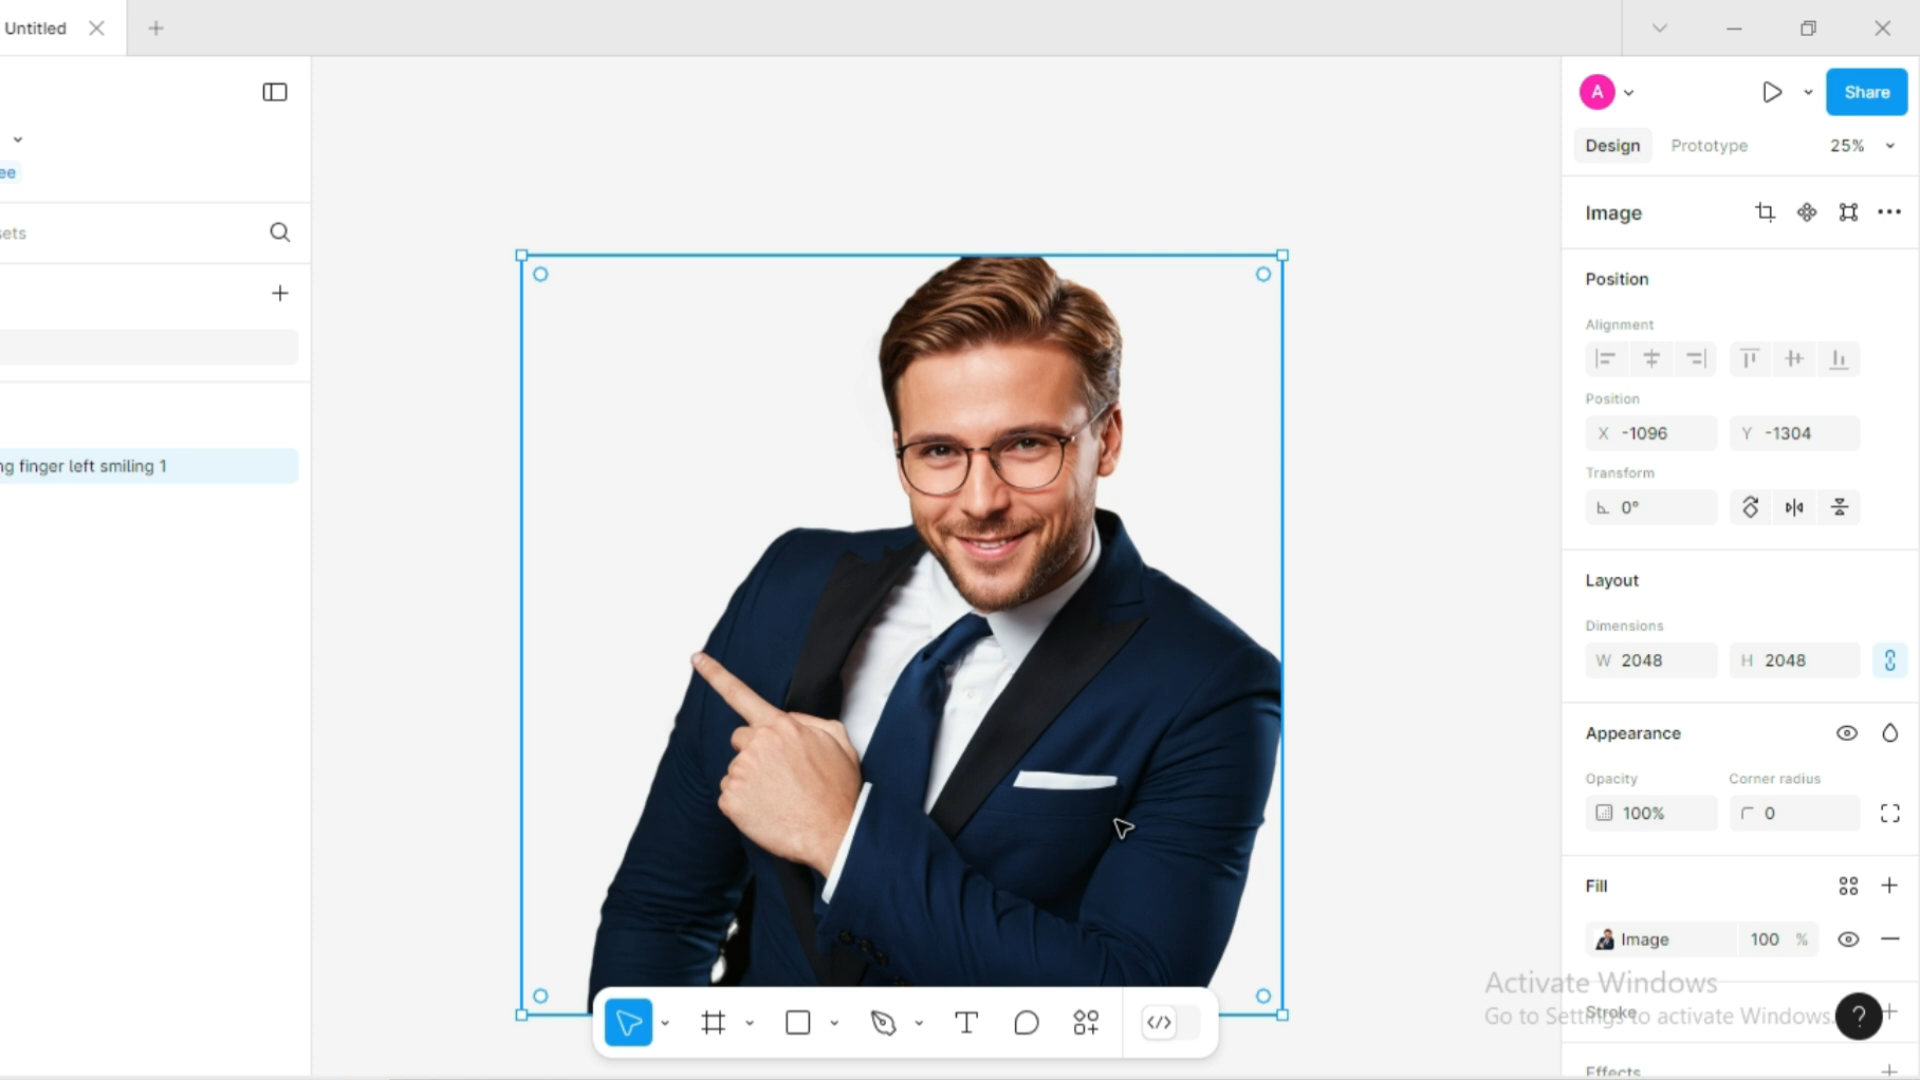 Untitled
A
Share
ee
Design Prototype 25%
sets
Image
Position
Alignment
Position
X -1096 Y -1304
ng finger left smiling 1
Transform
0°
Layout
Dimensions
W 2048 H 2048
Appearance
Opacity Corner radius
100% 0
Fill
Image 100 %
Activate Windows
Go to Settings to activate Windows.
Stroke
?
T
</>
Effects